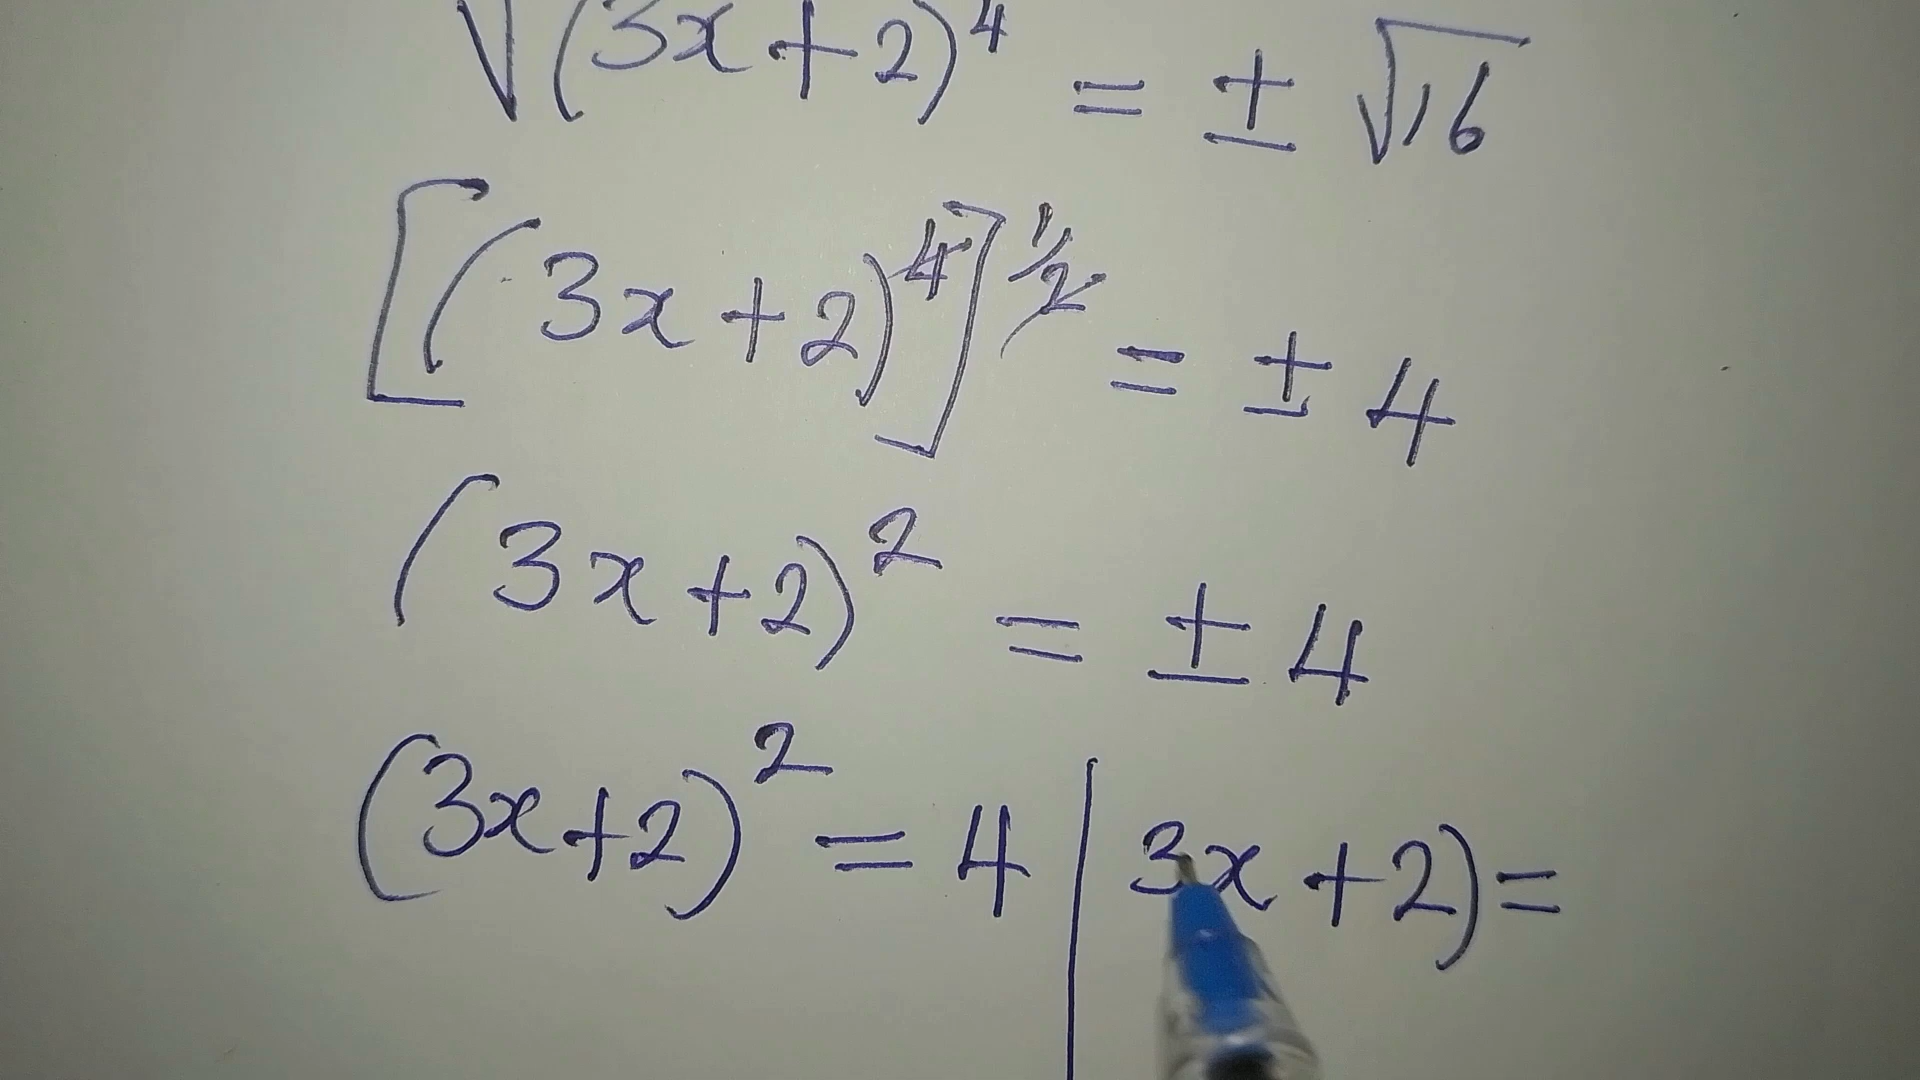 √(3x+2)⁴ = ± √16
[(3x+2)⁴]^½ = ± 4
(3x+2)² = ± 4
(3x+2)² = 4 | 3x+2) =